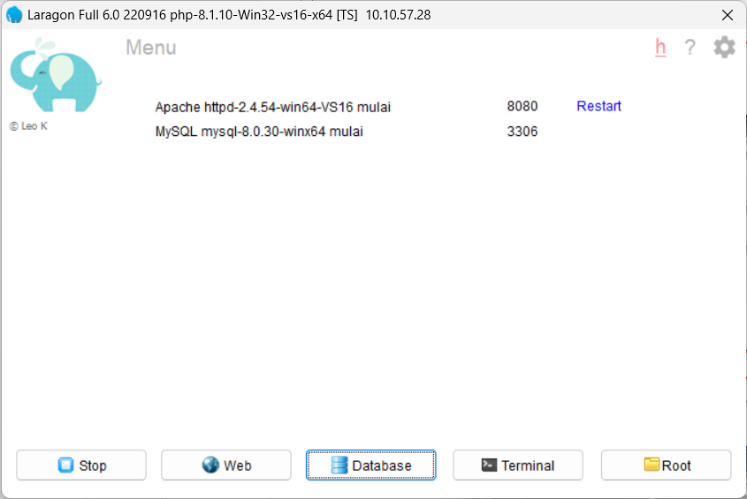 Laragon Full 6.0 220916 php-8.1.10-Win32-vs16-x64 [TS] 10.10.57.28
Menu h ?
Apache httpd-2.4.54-win64-VS16 mulai 8080 Restart
© Leo K
MySQL mysql-8.0.30-winx64 mulai 3306
Stop Web Database Terminal Root